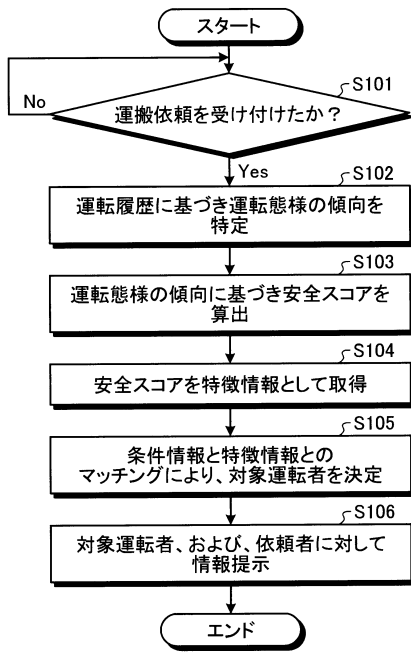 スタート
S101
運搬依頼を受け付けたか？
No
Yes
S102
運転履歴に基づき運転態様の傾向を
特定
S103
運転態様の傾向に基づき安全スコアを
算出
S104
安全スコアを特徴情報として取得
S105
条件情報と特徴情報との
マッチングにより、対象運転者を決定
S106
対象運転者、および、依頼者に対して
情報提示
エンド